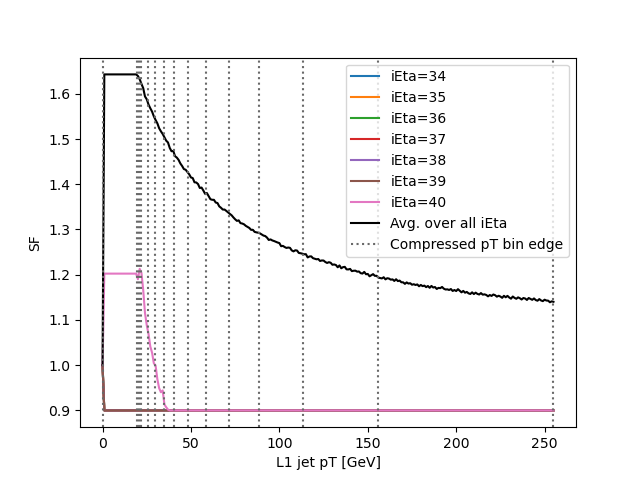 iEta=34
iEta=35
iEta=36
iEta=37
iEta=38
iEta=39
iEta=40
Avg. over all iEta
Compressed pT bin edge
SF
1.6
1.5
1.4
1.3
1.2
1.1
1.0
0.9
0
50
100
150
200
250
L1 jet pT [GeV]